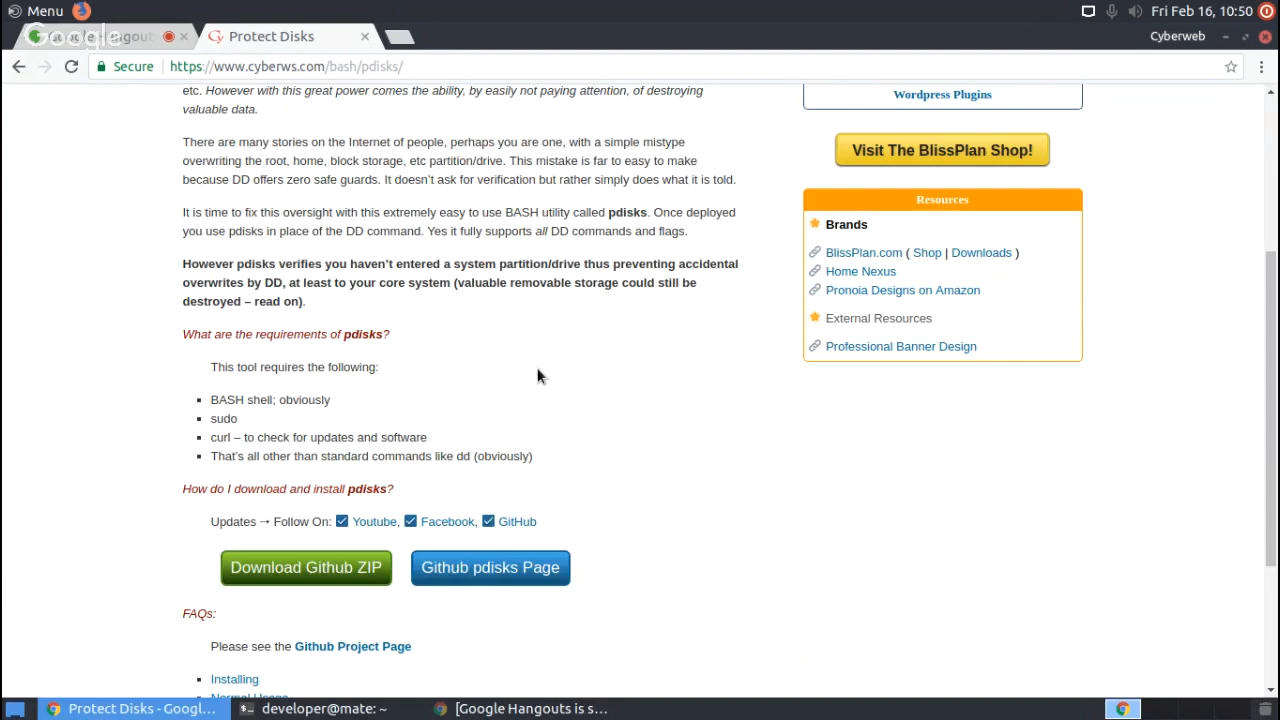 Menu
Fri Feb 16, 10:50
Google Hangout
Protect Disks
Cyberweb
Secure https://www.cyberws.com/bash/pdisks/
etc. However with this great power comes the ability, by easily not paying attention, of destroying
valuable data.
There are many stories on the Internet of people, perhaps you are one, with a simple mistype
overwriting the root, home, block storage, etc partition/drive. This mistake is far to easy to make
because DD offers zero safe guards. It doesn't ask for verification but rather simply does what it is told.
It is time to fix this oversight with this extremely easy to use BASH utility called pdisks. Once deployed
you use pdisks in place of the DD command. Yes it fully supports all DD commands and flags.
However pdisks verifies you haven't entered a system partition/drive thus preventing accidental
overwrites by DD, at least to your core system (valuable removable storage could still be
destroyed – read on).
What are the requirements of pdisks?
This tool requires the following:
BASH shell; obviously
sudo
curl – to check for updates and software
That's all other than standard commands like dd (obviously)
How do I download and install pdisks?
Updates → Follow On: Youtube, Facebook, GitHub
Download Github ZIP
Github pdisks Page
FAQs:
Please see the Github Project Page
Installing
Normal Usage
Wordpress Plugins
Visit The BlissPlan Shop!
Resources
Brands
BlissPlan.com ( Shop | Downloads )
Home Nexus
Pronoia Designs on Amazon
External Resources
Professional Banner Design
Protect Disks - Googl...
developer@mate: ~
[Google Hangouts is s...